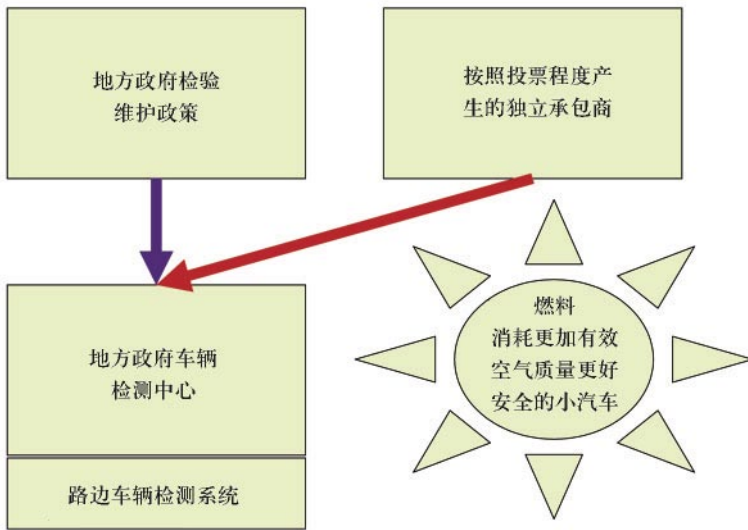 地方政府检验
维护政策
按照投票程度产
生的独立承包商
地方政府车辆
检测中心
路边车辆检测系统
燃料
消耗更加有效
空气质量更好
安全的小汽车